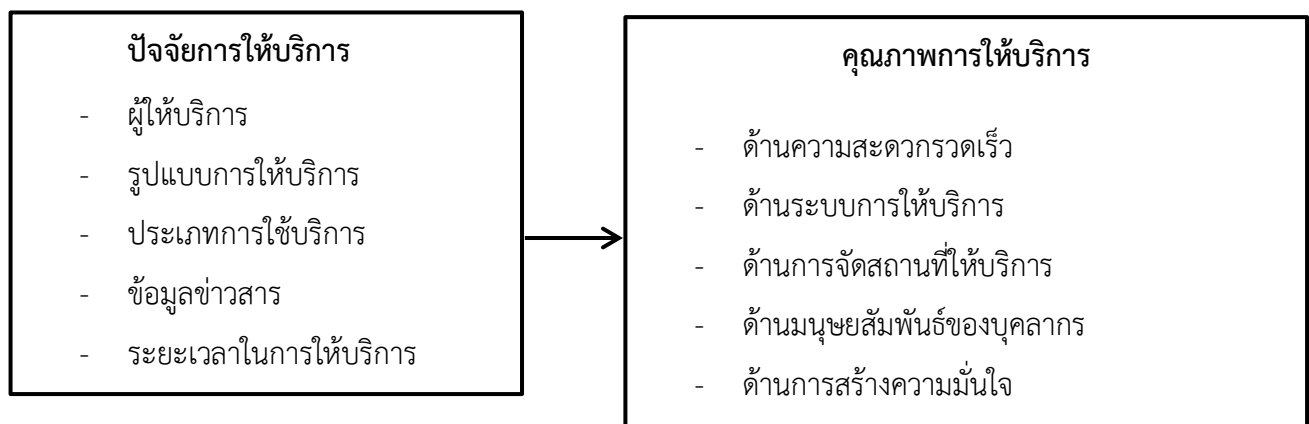 ปัจจัยการให้บริการ
- ผู้ให้บริการ
- รูปแบบการให้บริการ
- ประเภทการใช้บริการ
- ข้อมูลข่าวสาร
- ระยะเวลาในการให้บริการ
คุณภาพการให้บริการ
- ด้านความสะดวกรวดเร็ว
- ด้านระบบการให้บริการ
- ด้านการจัดสถานที่ให้บริการ
- ด้านมนุษยสัมพันธ์ของบุคลากร
- ด้านการสร้างความมั่นใจ